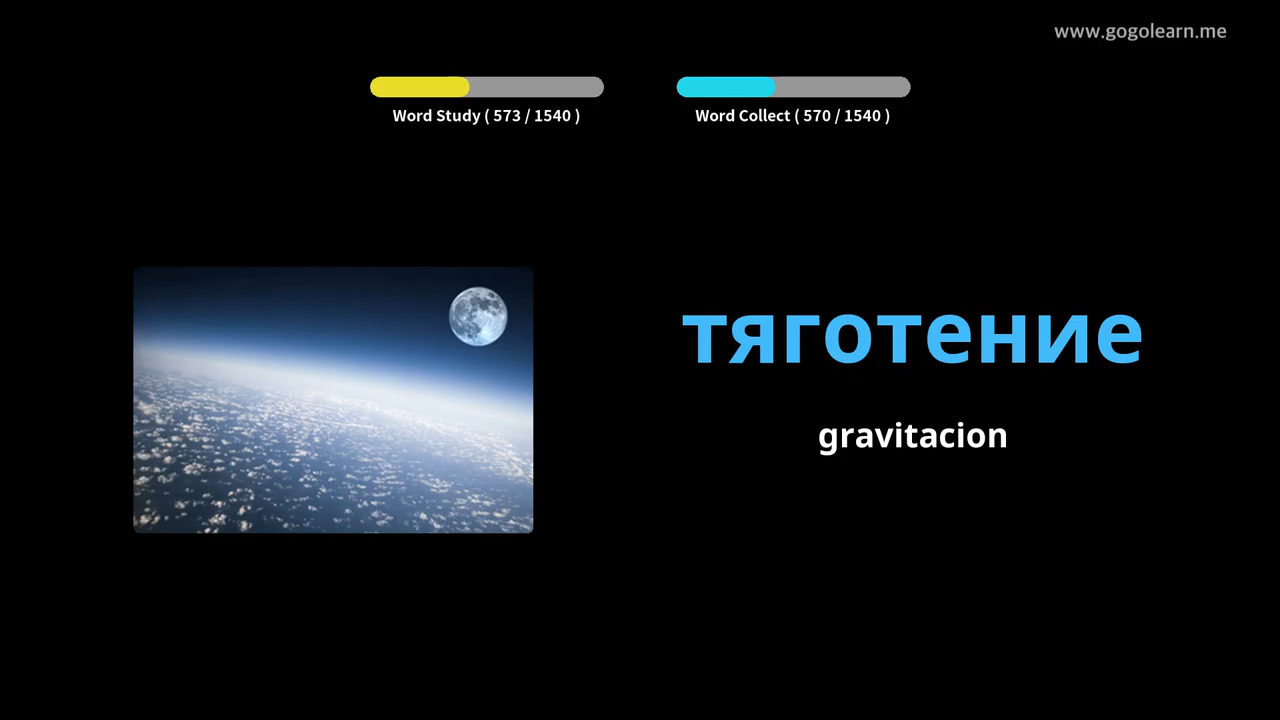 www.gogolearn.me
Word Study ( 573 / 1540 )
Word Collect ( 570 / 1540 )
тяготение
gravitacion